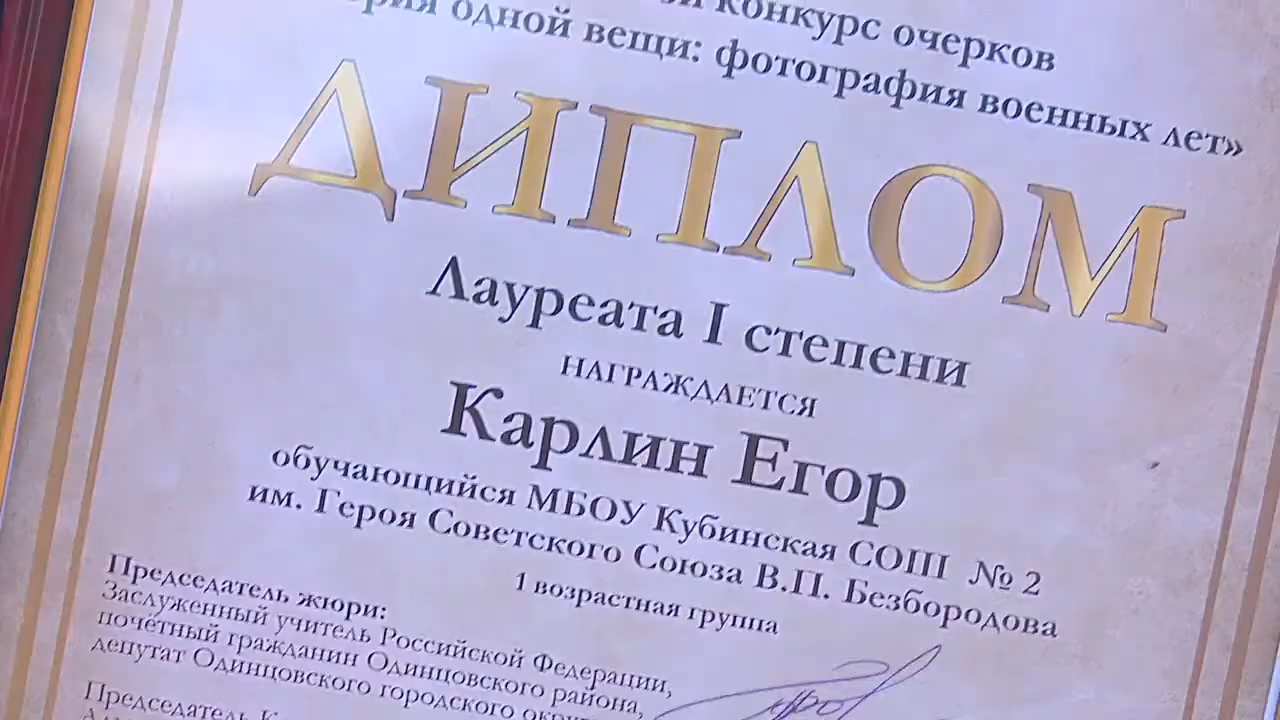 конкурс очерков
одной вещи: фотография военных лет»
ДИПЛОМ
Лауреата I степени
НАГРАЖДАЕТСЯ
Карлин Егор
обучающийся МБОУ Кубинская СОШ № 2
им. Героя Советского Союза В.П. Безбородова
1 возрастная группа
Председатель жюри:
Заслуженный учитель Российской Федерации,
почётный гражданин Одинцовского района,
депутат Одинцовского городского
Председатель